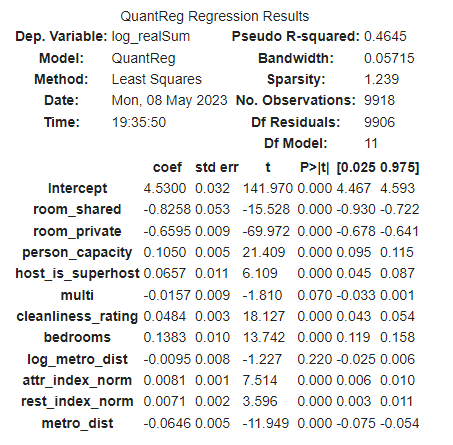 QuantReg Regression Results
Dep. Variable: log_realSum Pseudo R-squared: 0.4645
Model: QuantReg Bandwidth: 0.05715
Method: Least Squares Sparsity: 1.239
Date: Mon, 08 May 2023 No. Observations: 9918
Time: 19:35:50 Df Residuals: 9906
Df Model: 11
coef std err t P>|t| [0.025 0.975]
Intercept 4.5300 0.032 141.970 0.000 4.467 4.593
room_shared -0.8258 0.053 -15.528 0.000 -0.930 -0.722
room_private -0.6595 0.009 -69.972 0.000 -0.678 -0.641
person_capacity 0.1050 0.005 21.409 0.000 0.095 0.115
host_is_superhost 0.0657 0.011 6.109 0.000 0.045 0.087
multi -0.0157 0.009 -1.810 0.070 -0.033 0.001
cleanliness_rating 0.0484 0.003 18.127 0.000 0.043 0.054
bedrooms 0.1383 0.010 13.742 0.000 0.119 0.158
log_metro_dist -0.0095 0.008 -1.227 0.220 -0.025 0.006
attr_index_norm 0.0081 0.001 7.514 0.000 0.006 0.010
rest_index_norm 0.0071 0.002 3.596 0.000 0.003 0.011
metro_dist -0.0646 0.005 -11.949 0.000 -0.075 -0.054